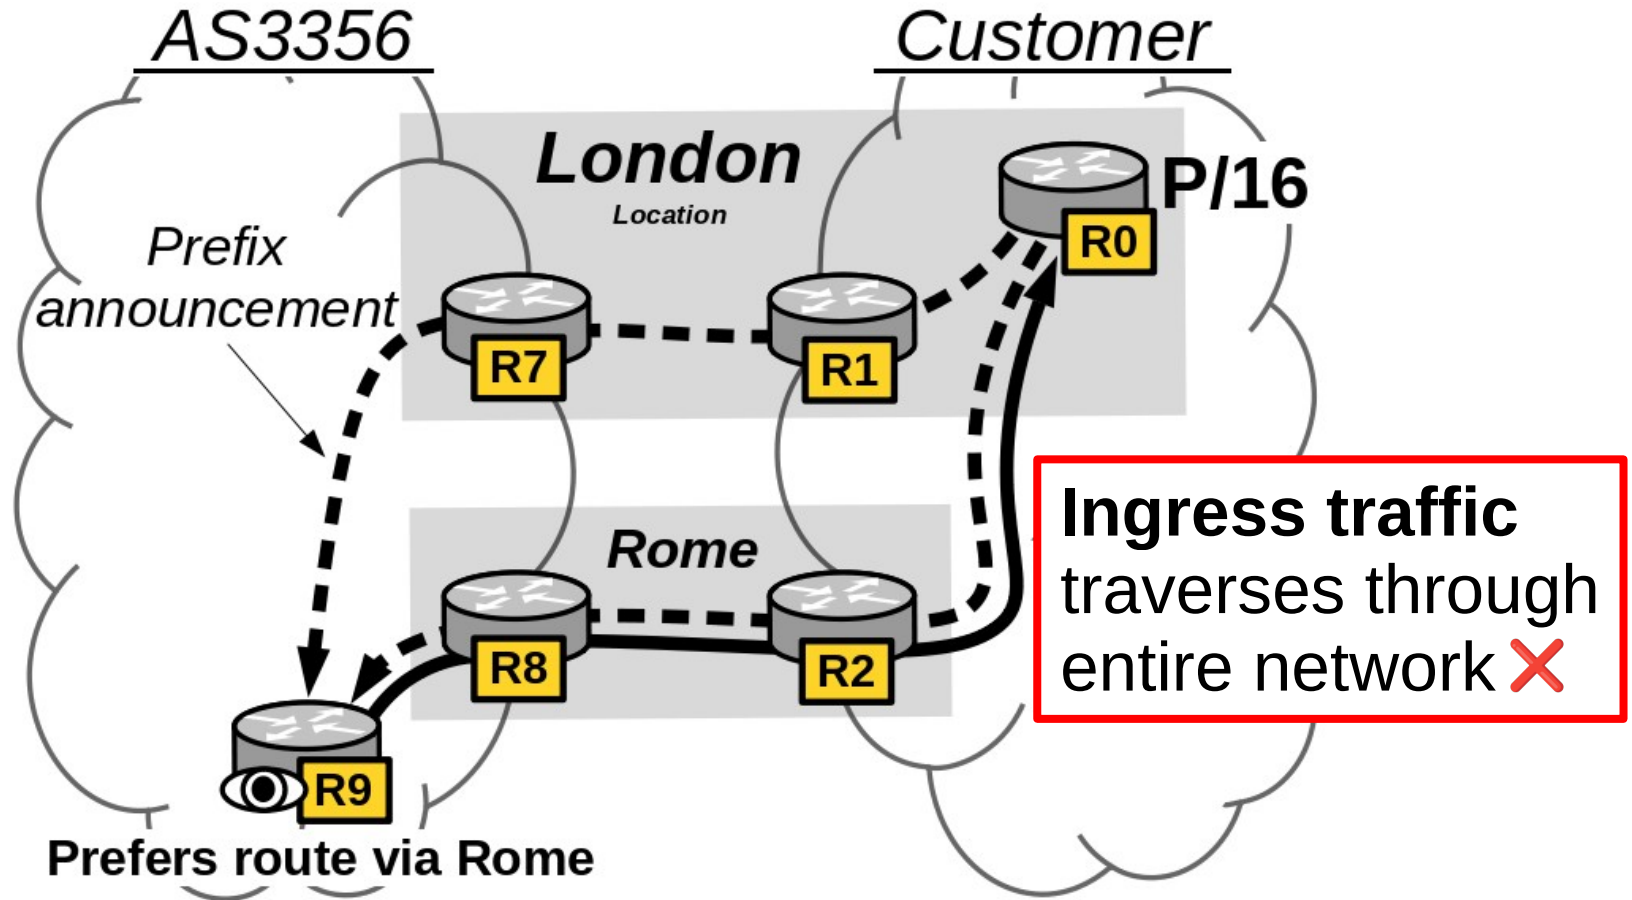 AS3356
Customer
London
Location
P/16
R0
Prefix
announcement
R7
R1
Rome
R8
R2
Ingress traffic
traverses through
entire network
R9
Prefers route via Rome